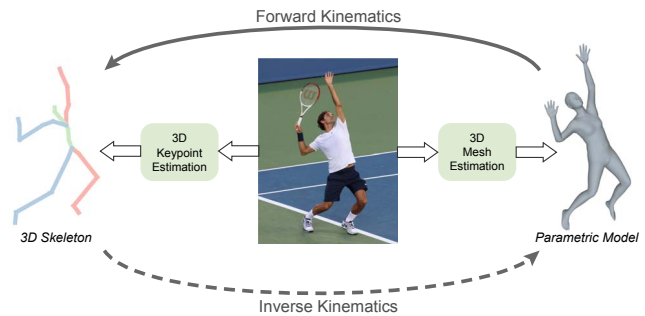 Forward Kinematics
3D
Keypoint
Estimation
3D
Mesh
Estimation
3D Skeleton
Parametric Model
Inverse Kinematics